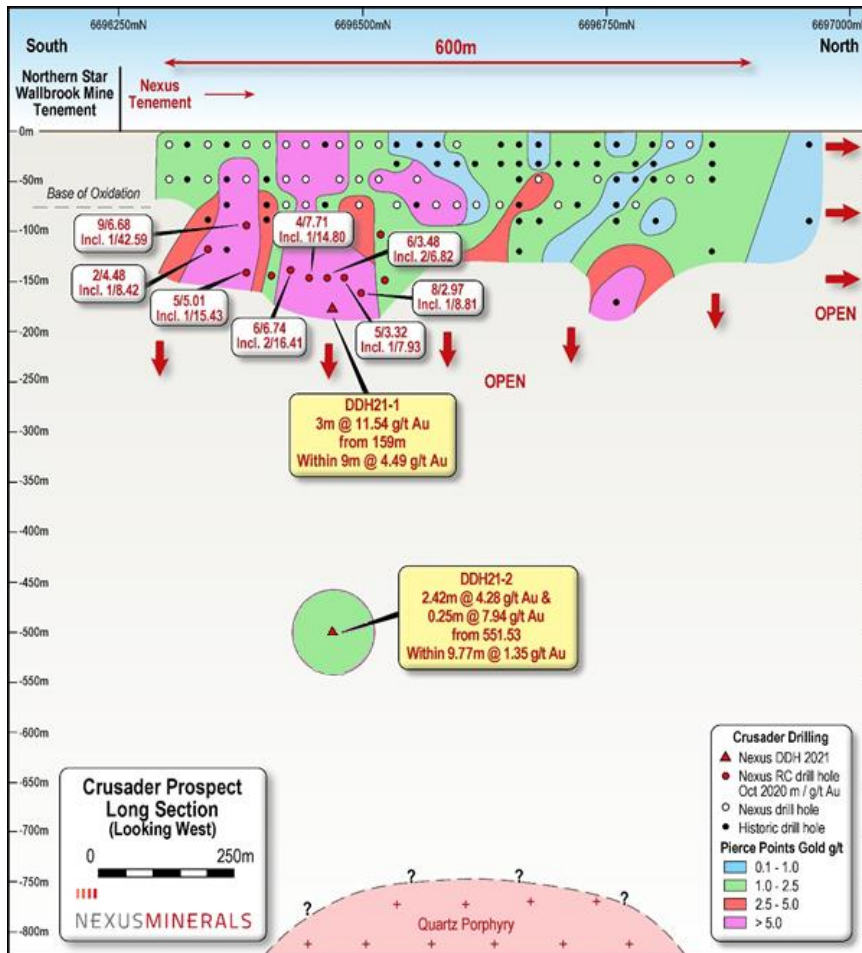 6696250mN
6696500mN
6696750mN
6697000mN
South
600m
North
Northern Star
Wallbrook Mine
Tenement
Nexus
Tenement
0m
-50m
Base of Oxidation
-100m
-150m
-200m
-250m
-300m
-350m
-400m
-450m
-500m
-550m
-600m
-650m
-700m
-750m
-800m
9/6.68
Incl. 1/42.59
4/7.71
Incl. 1/14.80
6/3.48
Incl. 2/6.82
2/4.48
Incl. 1/8.42
5/5.01
Incl. 1/15.43
6/6.74
Incl. 2/16.41
5/3.32
Incl. 1/7.93
8/2.97
Incl. 1/8.81
OPEN
OPEN
DDH21-1
3m @ 11.54 g/t Au
from 159m
Within 9m @ 4.49 g/t Au
DDH21-2
2.42m @ 4.28 g/t Au &
0.25m @ 7.94 g/t Au
from 551.53
Within 9.77m @ 1.35 g/t Au
Crusader Prospect
Long Section
(Looking West)
0 250m
NEXUSMINERALS
? ? ? ?
Quartz Porphyry
Crusader Drilling
Nexus DDH 2021
Nexus RC drill hole
Oct 2020 m / g/t Au
Nexus drill hole
Historic drill hole
Pierce Points Gold g/t
0.1 - 1.0
1.0 - 2.5
2.5 - 5.0
> 5.0